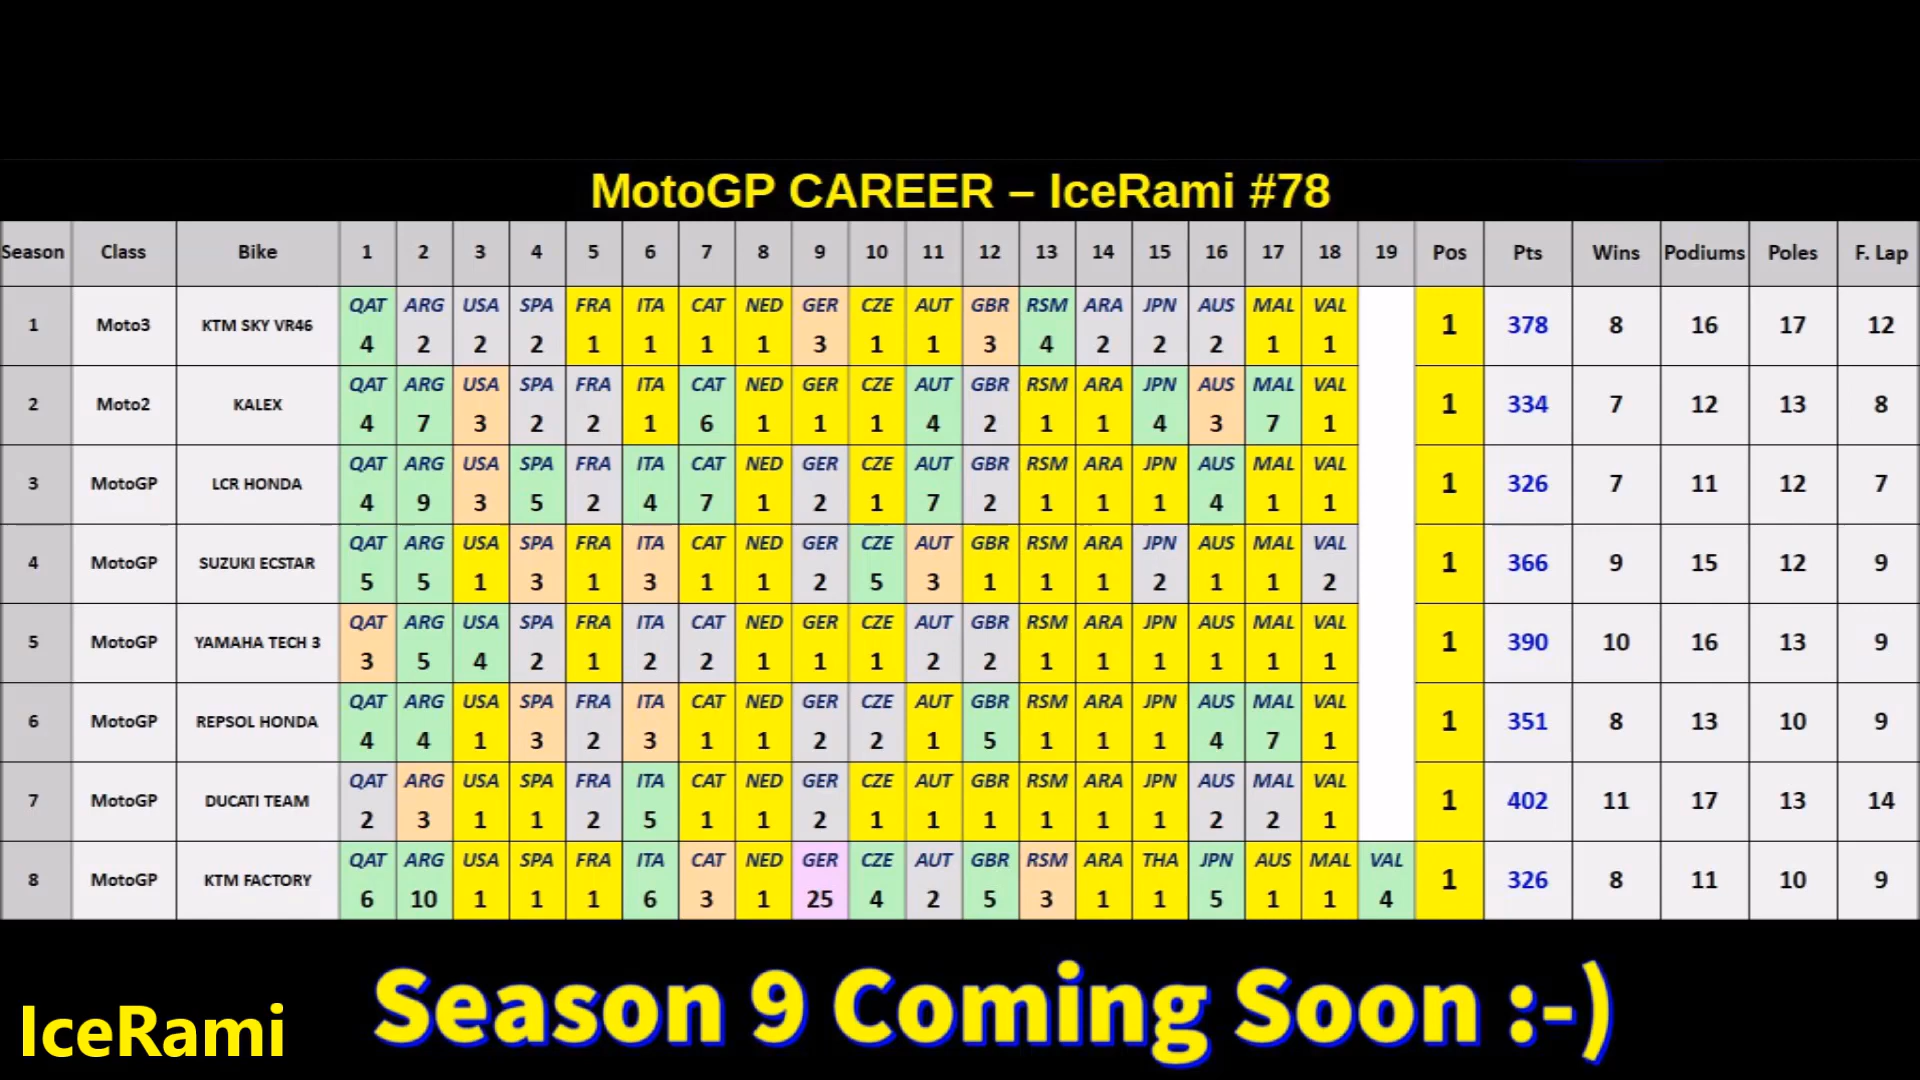 MotoGP CAREER – IceRami #78
Season Class Bike 1 2 3 4 5 6 7 8 9 10 11 12 13 14 15 16 17 18 19 Pos Pts Wins Podiums Poles F. Lap
QAT ARG USA SPA FRA ITA CAT NED GER CZE AUT GBR RSM ARA JPN AUS MAL VAL
1 Moto3 KTM SKY VR46 1 378 8 16 17 12
4 2 2 2 1 1 1 1 3 1 1 3 4 2 2 2 1 1
QAT ARG USA SPA FRA ITA CAT NED GER CZE AUT GBR RSM ARA JPN AUS MAL VAL
2 Moto2 KALEX 1 334 7 12 13 8
4 7 3 2 2 1 6 1 1 1 4 2 1 1 4 3 7 1
QAT ARG USA SPA FRA ITA CAT NED GER CZE AUT GBR RSM ARA JPN AUS MAL VAL
3 MotoGP LCR HONDA 1 326 7 11 12 7
4 9 3 5 2 4 7 1 2 1 7 2 1 1 1 4 1 1
QAT ARG USA SPA FRA ITA CAT NED GER CZE AUT GBR RSM ARA JPN AUS MAL VAL
4 MotoGP SUZUKI ECSTAR 1 366 9 15 12 9
5 5 1 3 1 3 1 1 2 5 3 1 1 1 2 1 1 2
QAT ARG USA SPA FRA ITA CAT NED GER CZE AUT GBR RSM ARA JPN AUS MAL VAL
5 MotoGP YAMAHA TECH 3 1 390 10 16 13 9
3 5 4 2 1 2 2 1 1 1 2 2 1 1 1 1 1 1
QAT ARG USA SPA FRA ITA CAT NED GER CZE AUT GBR RSM ARA JPN AUS MAL VAL
6 MotoGP REPSOL HONDA 1 351 8 13 10 9
4 4 1 3 2 3 1 1 2 2 1 5 1 1 1 4 7 1
QAT ARG USA SPA FRA ITA CAT NED GER CZE AUT GBR RSM ARA JPN AUS MAL VAL
7 MotoGP DUCATI TEAM 1 402 11 17 13 14
2 3 1 1 2 5 1 1 2 1 1 1 1 1 1 2 2 1
QAT ARG USA SPA FRA ITA CAT NED GER CZE AUT GBR RSM ARA THA JPN AUS MAL VAL
8 MotoGP KTM FACTORY 1 326 8 11 10 9
6 10 1 1 1 6 3 1 25 4 2 5 3 1 1 5 1 1 4
Season 9 Coming Soon :-)
IceRami